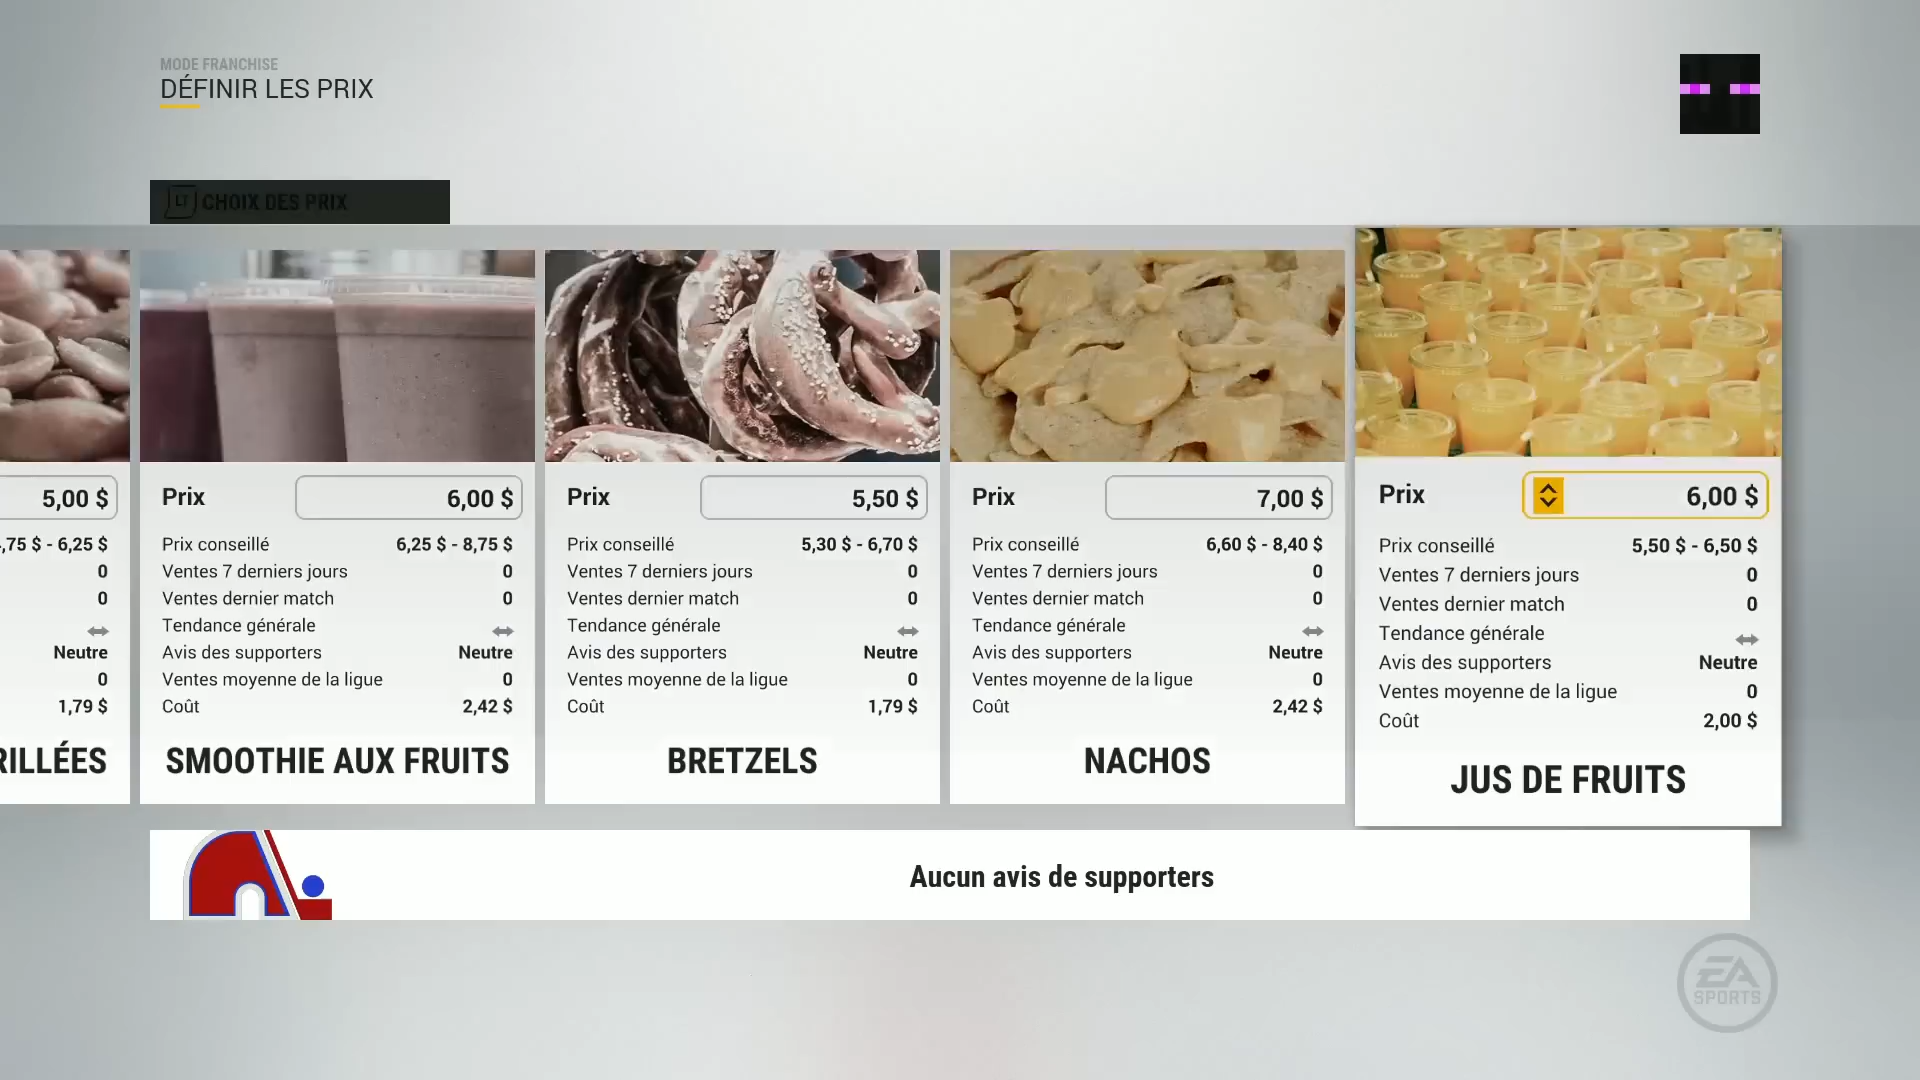 MODE FRANCHISE
DÉFINIR LES PRIX
LT CHOIX DES PRIX
5,00 $
,75 $ - 6,25 $
0
0
Neutre
0
1,79 $
RILLÉES
Prix 6,00 $
Prix conseillé 6,25 $ - 8,75 $
Ventes 7 derniers jours 0
Ventes dernier match 0
Tendance générale
Avis des supporters Neutre
Ventes moyenne de la ligue 0
Coût 2,42 $
SMOOTHIE AUX FRUITS
Prix 5,50 $
Prix conseillé 5,30 $ - 6,70 $
Ventes 7 derniers jours 0
Ventes dernier match 0
Tendance générale
Avis des supporters Neutre
Ventes moyenne de la ligue 0
Coût 1,79 $
BRETZELS
Prix 7,00 $
Prix conseillé 6,60 $ - 8,40 $
Ventes 7 derniers jours 0
Ventes dernier match 0
Tendance générale
Avis des supporters Neutre
Ventes moyenne de la ligue 0
Coût 2,42 $
NACHOS
Prix 6,00 $
Prix conseillé 5,50 $ - 6,50 $
Ventes 7 derniers jours 0
Ventes dernier match 0
Tendance générale
Avis des supporters Neutre
Ventes moyenne de la ligue 0
Coût 2,00 $
JUS DE FRUITS
Aucun avis de supporters
EA
SPORTS